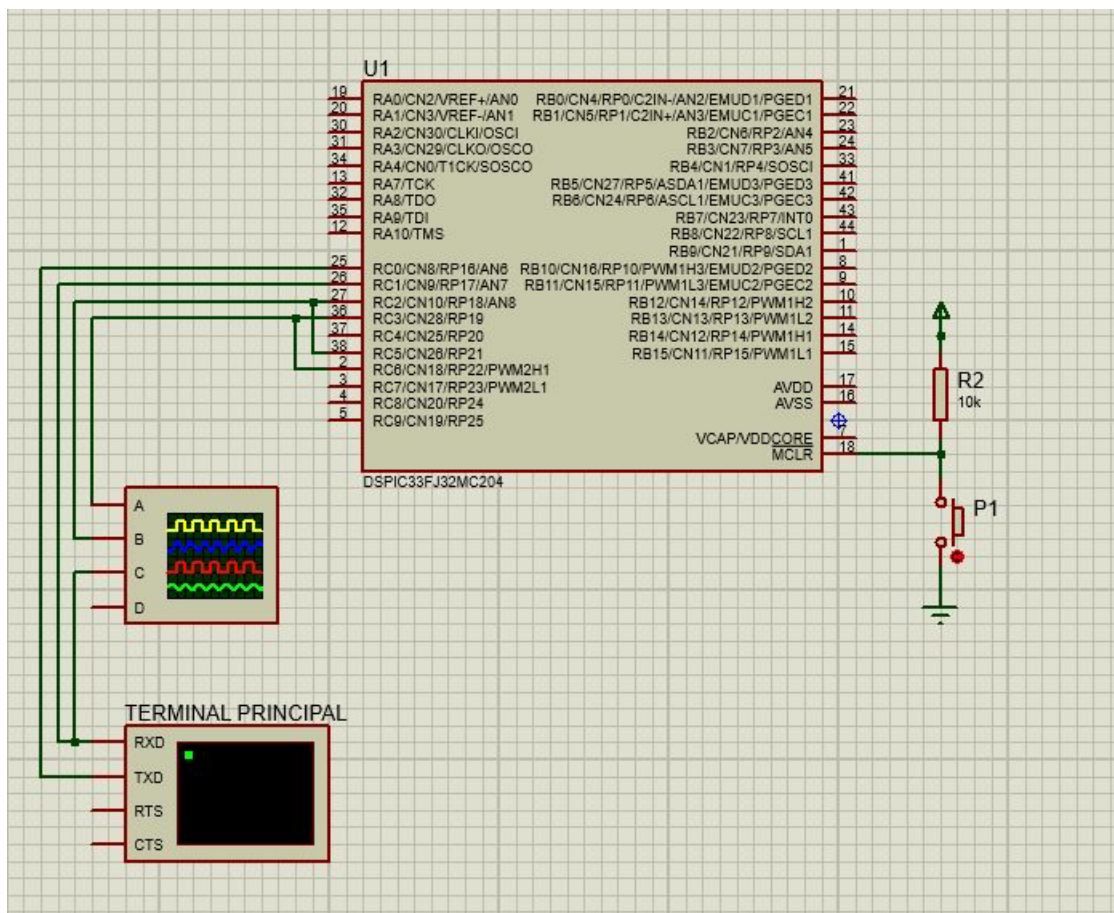 U1
19 RA0/CN2/VREF+/AN0 RB0/CN4/RP0/C2IN-/AN2/EMUD1/PGED1 21
20 RA1/CN3/VREF-/AN1 RB1/CN5/RP1/C2IN+/AN3/EMUC1/PGEC1 22
30 RA2/CN30/CLKI/OSCI RB2/CN6/RP2/AN4 23
31 RA3/CN29/CLKO/OSCO RB3/CN7/RP3/AN5 24
34 RA4/CN0/T1CK/SOSCO RB4/CN1/RP4/SOSCI 33
13 RA7/TCK RB5/CN27/RP5/ASDA1/EMUD3/PGED3 41
32 RA8/TDO RB6/CN24/RP6/ASCL1/EMUC3/PGEC3 42
35 RA9/TDI RB7/CN23/RP7/INT0 43
12 RA10/TMS RB8/CN22/RP8/SCL1 44
RB9/CN21/RP9/SDA1 1
25 RC0/CN8/RP16/AN6 RB10/CN16/RP10/PWM1H3/EMUD2/PGED2 8
26 RC1/CN9/RP17/AN7 RB11/CN15/RP11/PWM1L3/EMUC2/PGEC2 9
27 RC2/CN10/RP18/AN8 RB12/CN14/RP12/PWM1H2 10
36 RC3/CN28/RP19 RB13/CN13/RP13/PWM1L2 11
37 RC4/CN25/RP20 RB14/CN12/RP14/PWM1H1 14
38 RC5/CN26/RP21 RB15/CN11/RP15/PWM1L1 15
2 RC6/CN18/RP22/PWM2H1
3 RC7/CN17/RP23/PWM2L1 AVDD 17
4 RC8/CN20/RP24 AVSS 16
5 RC9/CN19/RP25
VCAP/VDDCORE 7
MCLR 18
DSPIC33FJ32MC204
R2
10k
P1
A
B
C
D
TERMINAL PRINCIPAL
RXD
TXD
RTS
CTS